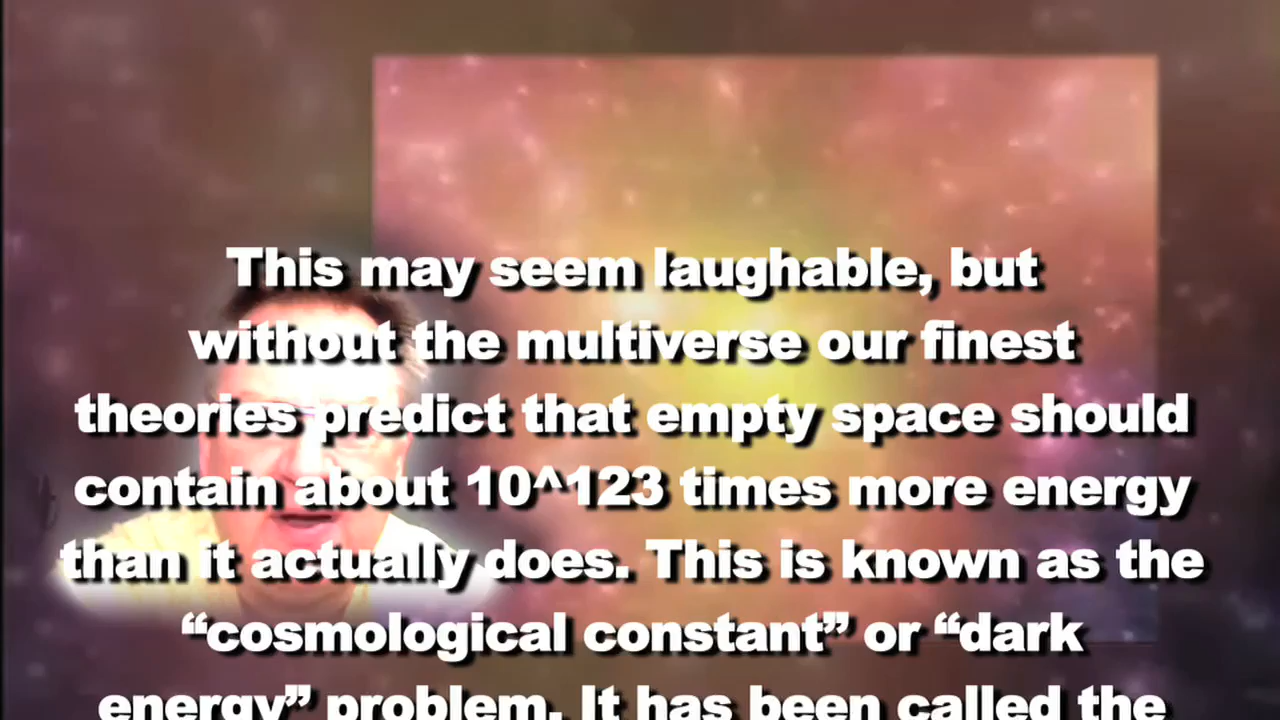 This may seem laughable, but
without the multiverse our finest
theories predict that empty space should
contain about 10^123 times more energy
than it actually does. This is known as the
“cosmological constant” or “dark
energy” problem. It has been called the